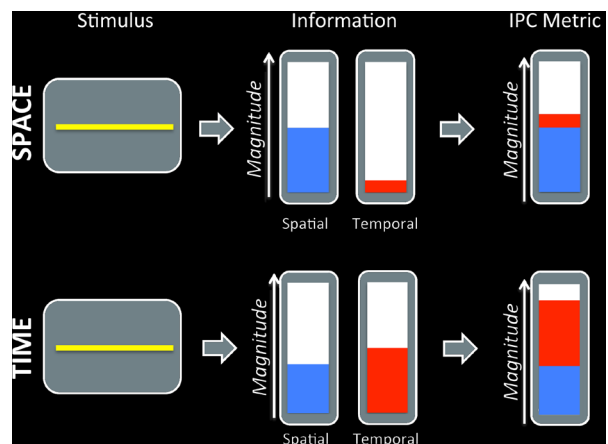 Stimulus Information IPC Metric
SPACE
Magnitude
Magnitude
Spatial Temporal
TIME
Magnitude
Magnitude
Spatial Temporal